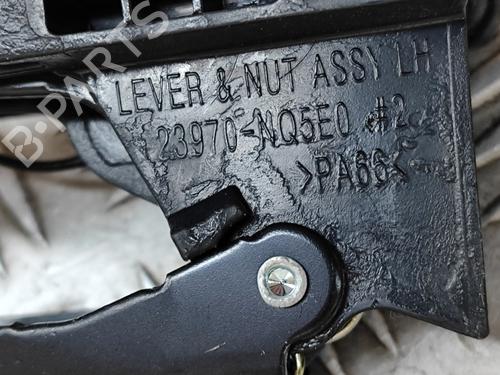 B-PARTS
LEVER & NUT ASSY LH
23970-NQ5E0 #2
>PA66<